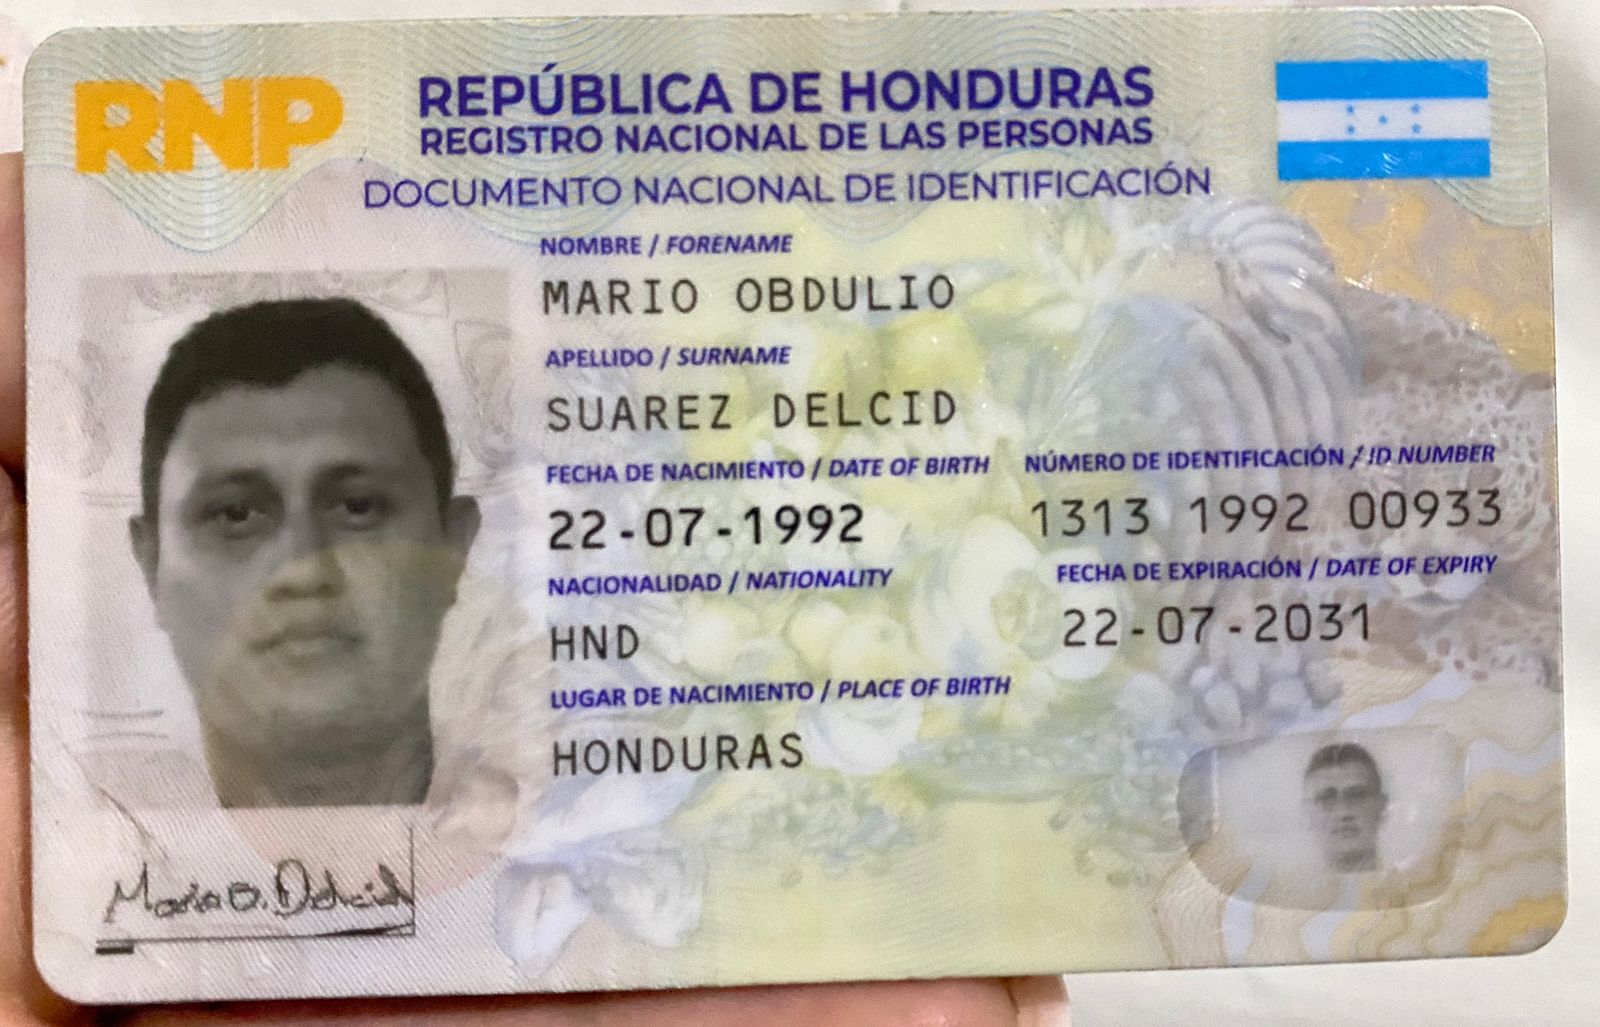 RNP
REPÚBLICA DE HONDURAS
REGISTRO NACIONAL DE LAS PERSONAS
DOCUMENTO NACIONAL DE IDENTIFICACIÓN
NOMBRE / FORENAME
MARIO OBDULIO
APELLIDO / SURNAME
SUAREZ DELCID
FECHA DE NACIMIENTO / DATE OF BIRTH
22-07-1992
NÚMERO DE IDENTIFICACIÓN / ID NUMBER
1313 1992 00933
NACIONALIDAD / NATIONALITY
HND
FECHA DE EXPIRACIÓN / DATE OF EXPIRY
22-07-2031
LUGAR DE NACIMIENTO / PLACE OF BIRTH
HONDURAS
Mario O. Delcid